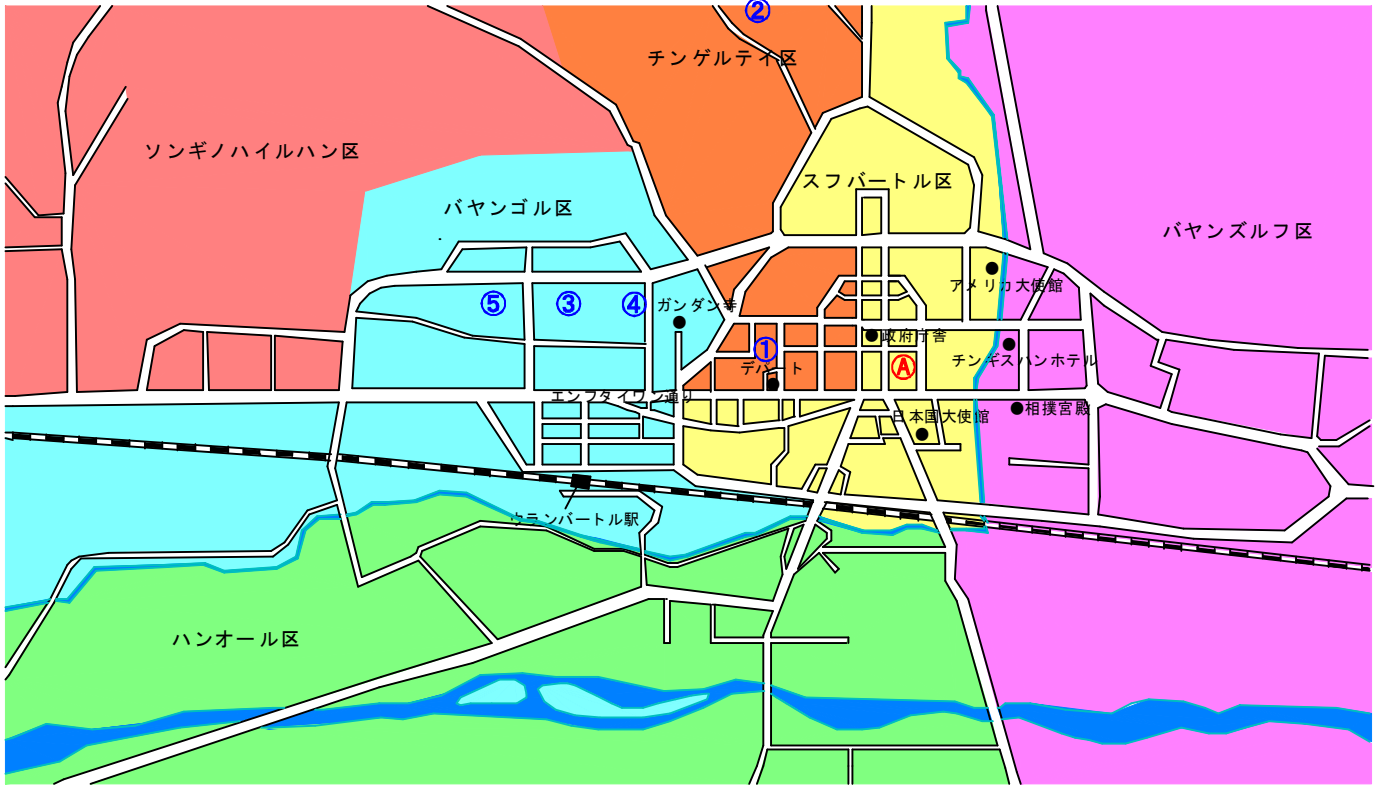 ②
チンゲルテイ区
ソンギノハイルハン区
スフバートル区
バヤンゴル区
バヤンズルフ区
アメリカ大使館
⑤
③
④
ガンダン寺
政府庁舎
①
チンギスハンホテル
デパート
Ⓐ
エンフタイワン通り
日本国大使館
相撲宮殿
ウランバートル駅
ハンオール区